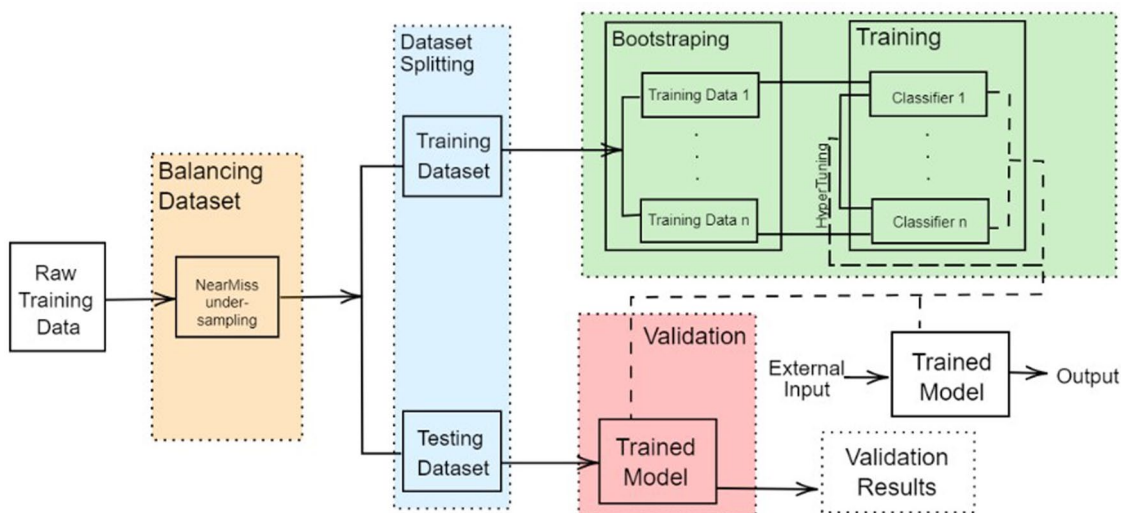 Raw
Training
Data
Balancing
Dataset
NearMiss
under-
sampling
Dataset
Splitting
Training
Dataset
Testing
Dataset
Bootstraping
Training Data 1
.
.
.
Training Data n
Training
Classifier 1
.
.
.
Classifier n
HyperTuning
Validation
Trained
Model
Validation
Results
External
Input
Trained
Model
Output